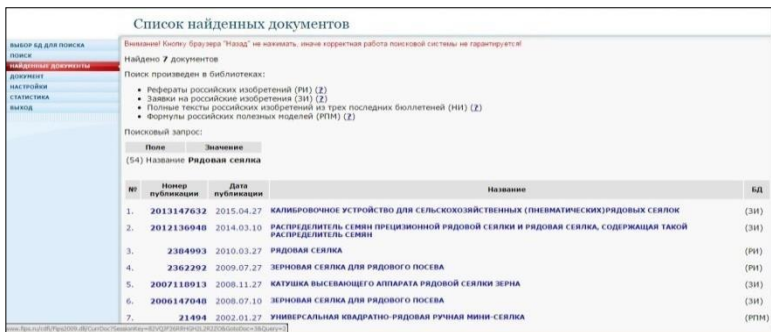 Список найденных документов
ВЫБОР БД ДЛЯ ПОИСКА
ПОИСК
НАЙДЕННЫЕ ДОКУМЕНТЫ
ДОКУМЕНТ
НАСТРОЙКИ
СТАТИСТИКА
ВЫХОД
Внимание! Кнопку браузера "Назад" не нажимать, иначе корректная работа поисковой системы не гарантируется!
Найдено 7 документов
Поиск произведен в библиотеках:
• Рефераты российских изобретений (РИ) (?)
• Заявки на российские изобретения (ЗИ) (?)
• Полные тексты российских изобретений из трех последних бюллетеней (НИ) (?)
• Формулы российских полезных моделей (РПМ) (?)
Поисковый запрос:
Поле Значение
(54) Название Рядовая сеялка
№ Номер публикации Дата публикации Название БД
1. 2013147632 2015.04.27 КАЛИБРОВОЧНОЕ УСТРОЙСТВО ДЛЯ СЕЛЬСКОХОЗЯЙСТВЕННЫХ (ПНЕВМАТИЧЕСКИХ)РЯДОВЫХ СЕЯЛОК (ЗИ)
2. 2012136948 2014.03.10 РАСПРЕДЕЛИТЕЛЬ СЕМЯН ПРЕЦИЗИОННОЙ РЯДОВОЙ СЕЯЛКИ И РЯДОВАЯ СЕЯЛКА, СОДЕРЖАЩАЯ ТАКОЙ (ЗИ)
РАСПРЕДЕЛИТЕЛЬ СЕМЯН
3. 2384993 2010.03.27 РЯДОВАЯ СЕЯЛКА (РИ)
4. 2362292 2009.07.27 ЗЕРНОВАЯ СЕЯЛКА ДЛЯ РЯДОВОГО ПОСЕВА (РИ)
5. 2007118913 2008.11.27 КАТУШКА ВЫСЕВАЮЩЕГО АППАРАТА РЯДОВОЙ СЕЯЛКИ ЗЕРНА (ЗИ)
6. 2006147048 2008.07.10 ЗЕРНОВАЯ СЕЯЛКА ДЛЯ РЯДОВОГО ПОСЕВА (ЗИ)
7. 21494 2002.01.27 УНИВЕРСАЛЬНАЯ КВАДРАТНО-РЯДОВАЯ РУЧНАЯ МИНИ-СЕЯЛКА (РПМ)